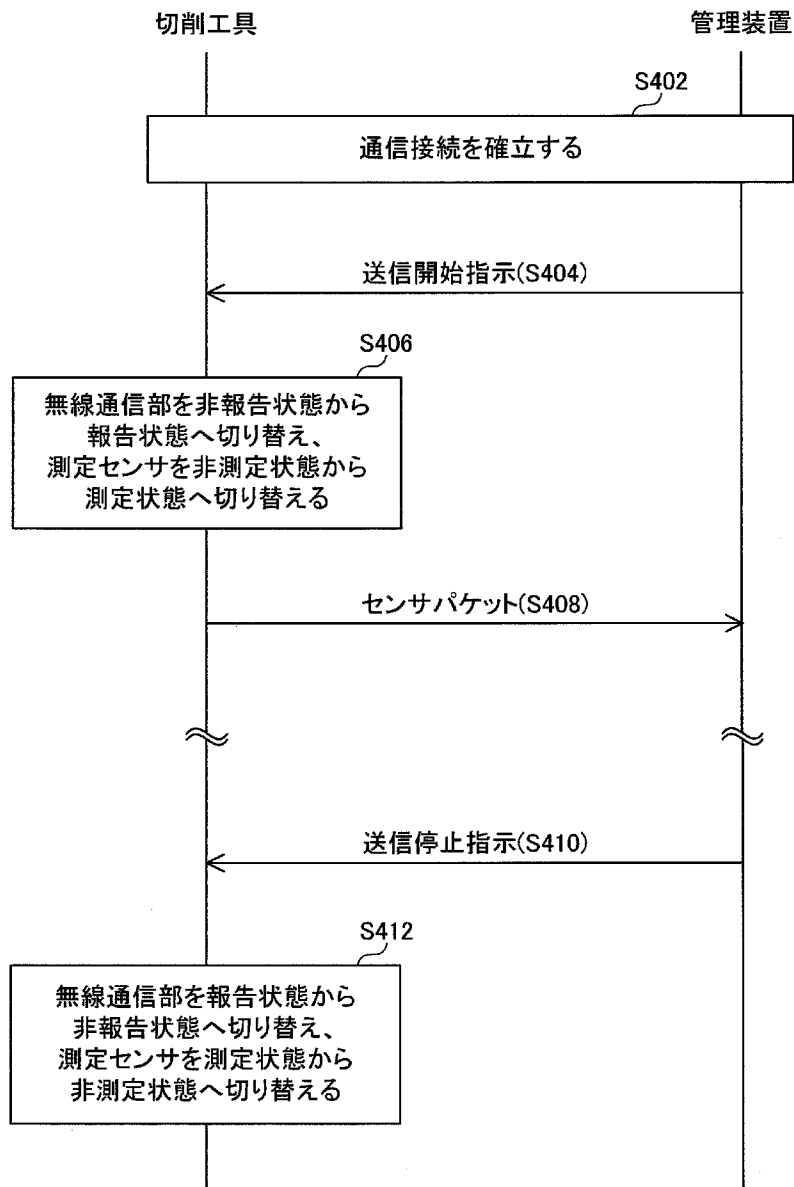 切削工具
管理装置
S402
通信接続を確立する
送信開始指示(S404)
S406
無線通信部を非報告状態から
報告状態へ切り替え、
測定センサを非測定状態から
測定状態へ切り替える
センサパケット(S408)
送信停止指示(S410)
S412
無線通信部を報告状態から
非報告状態へ切り替え、
測定センサを測定状態から
非測定状態へ切り替える